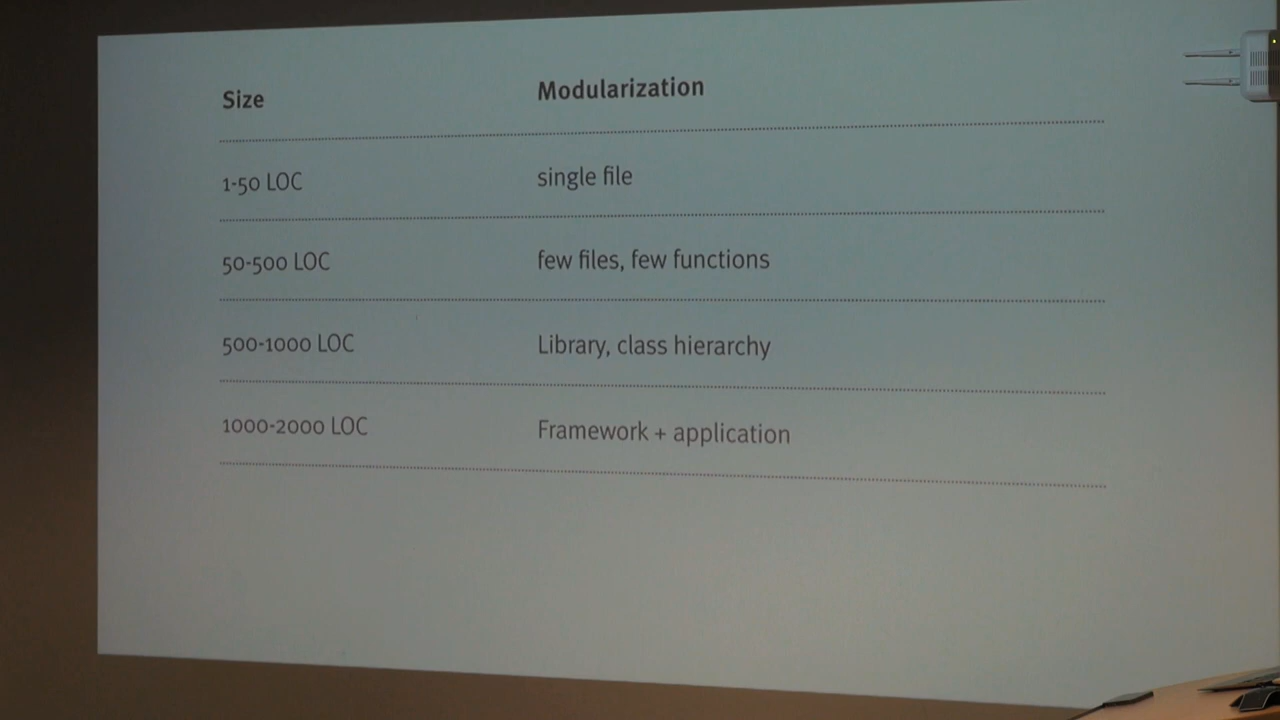 Size Modularization
1-50 LOC single file
50-500 LOC few files, few functions
500-1000 LOC Library, class hierarchy
1000-2000 LOC Framework + application